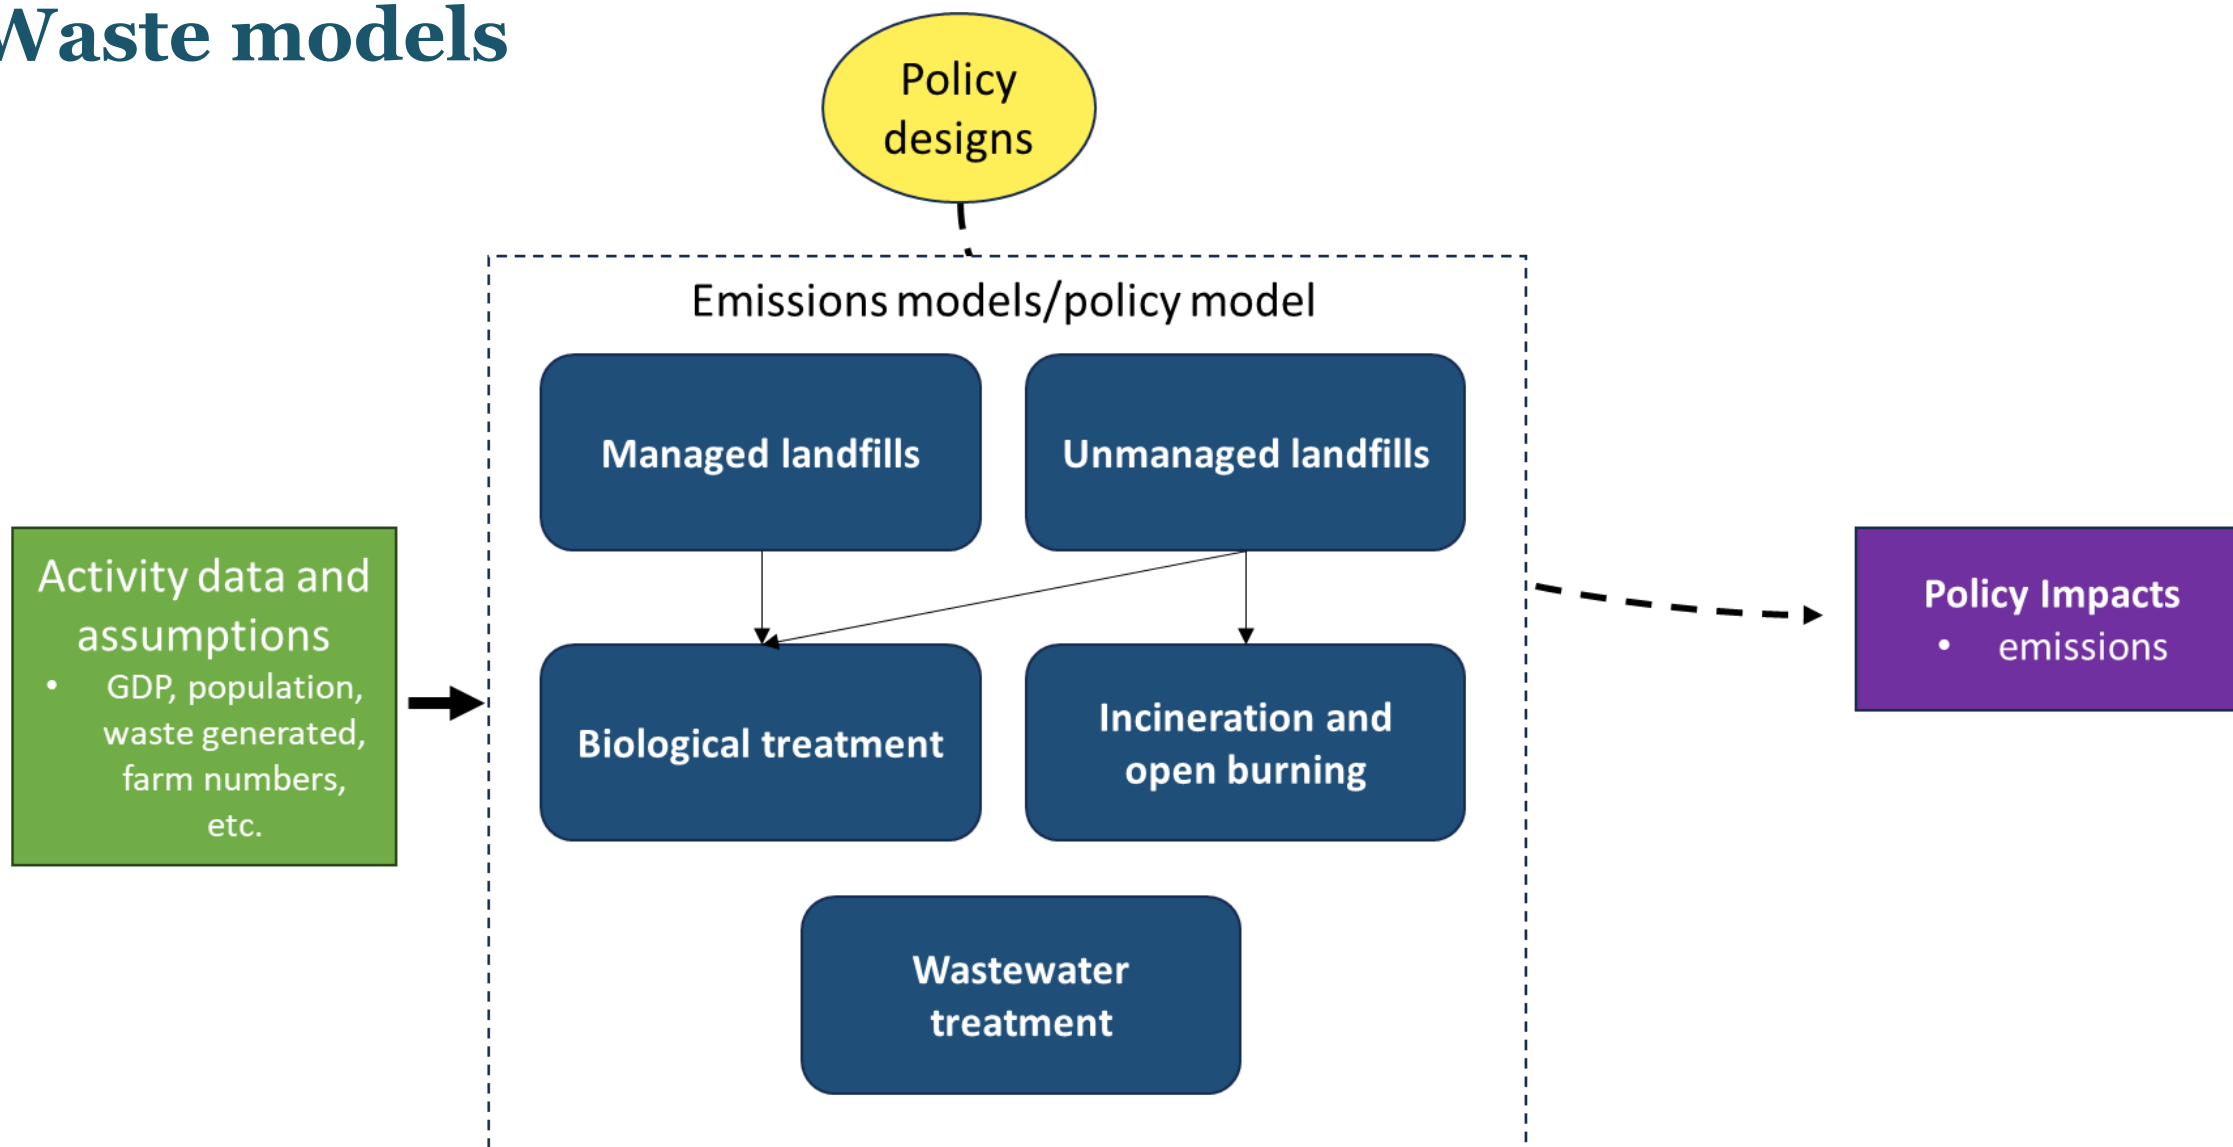 Waste models
Policy
designs
Emissions models/policy model
Managed landfills
Unmanaged landfills
Activity data and
assumptions
• GDP, population,
waste generated,
farm numbers,
etc.
Biological treatment
Incineration and
open burning
Wastewater
treatment
Policy Impacts
• emissions